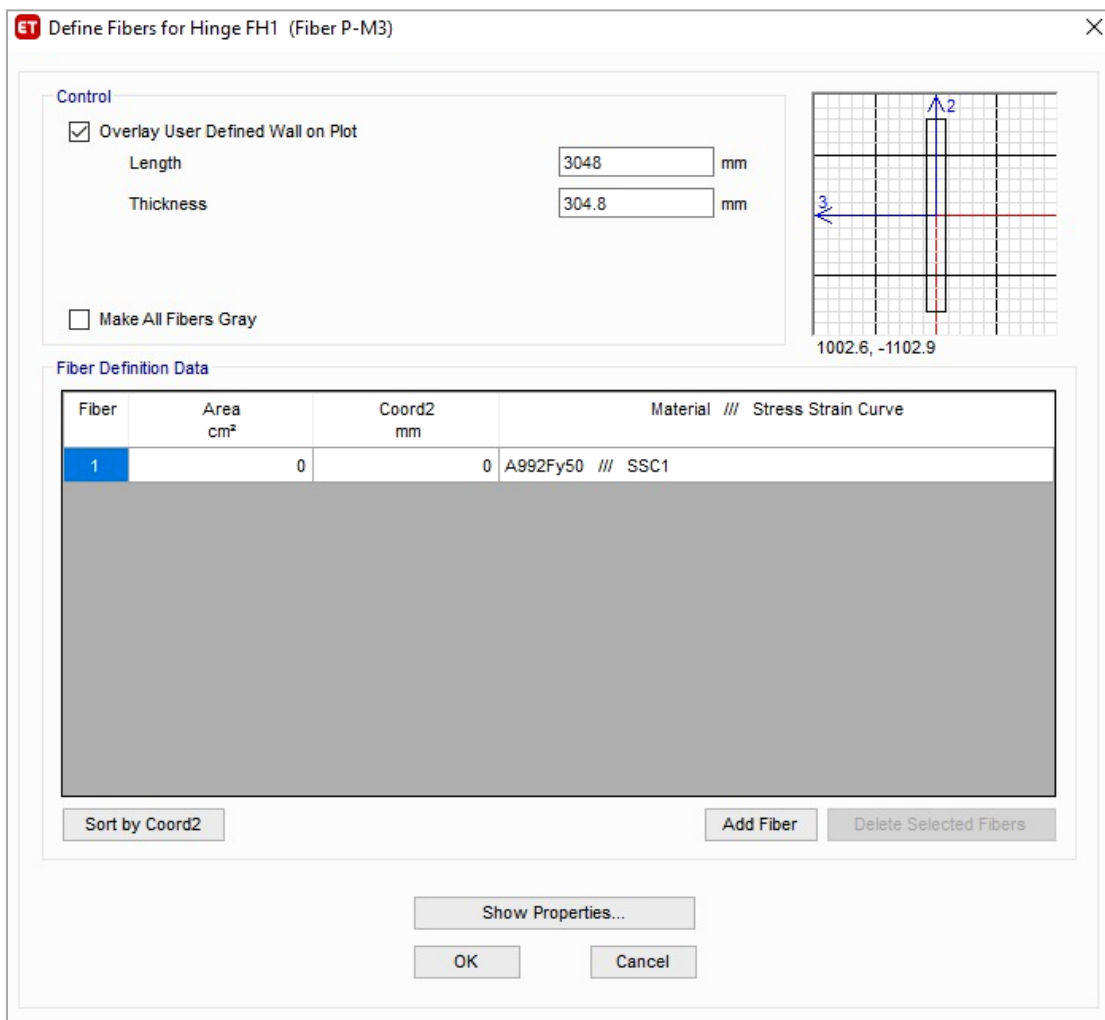 ET Define Fibers for Hinge FH1 (Fiber P-M3)
Control
Overlay User Defined Wall on Plot
Length 3048 mm
Thickness 304.8 mm
Make All Fibers Gray
2
3
1002.6, -1102.9
Fiber Definition Data
Fiber Area Coord2 Material /// Stress Strain Curve
cm² mm
1 0 0 A992Fy50 /// SSC1
Sort by Coord2 Add Fiber Delete Selected Fibers
Show Properties...
OK Cancel